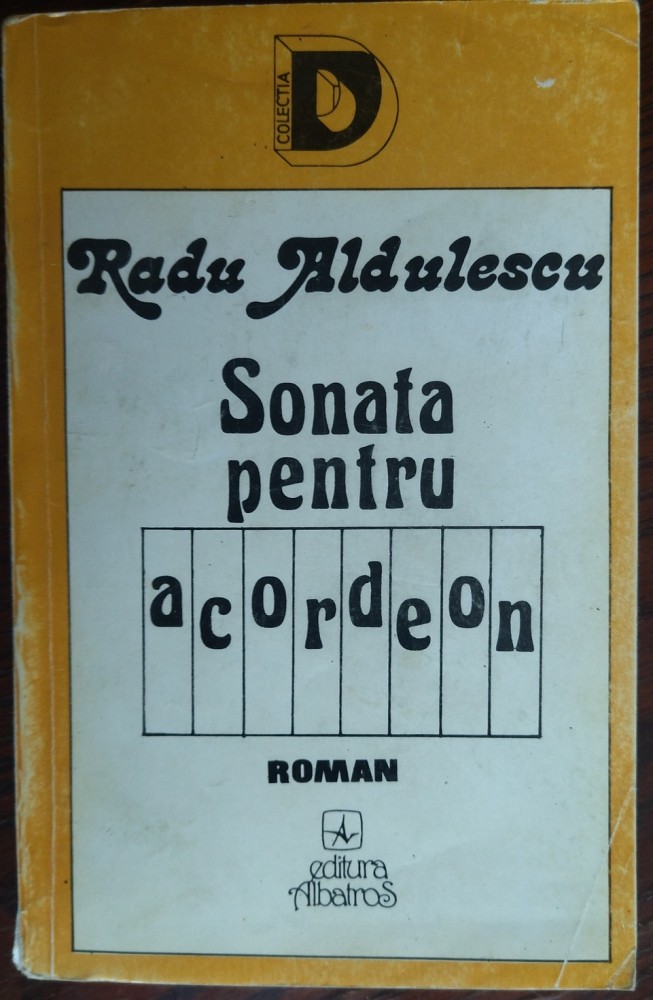 COLECTIA
D
Radu Aldulescu
Sonata
pentru
acordeon
ROMAN
editura
Albatros